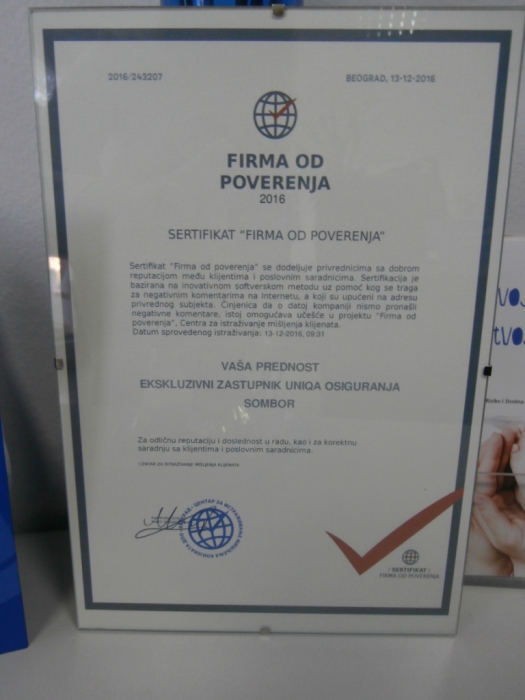 2016/243207
BEOGRAD, 13-12-2016
FIRMA OD
POVERENJA
2016
SERTIFIKAT "FIRMA OD POVERENJA"
Sertifikat "Firma od poverenja" se dodeljuje privrednicima sa dobrom
reputacijom među klijentima i poslovnim saradnicima. Sertifikacija je
bazirana na inovativnom softverskom metodu uz pomoć kog se traga
za negativnim komentarima na Internetu, a koji su upućeni na adresu
privrednog subjekta. Činjenica da o datoj kompaniji nismo pronašli
negativne komentare, istoj omogućava učešće u projektu "Firma od
poverenja", Centra za istraživanje mišljenja klijenata.
Datum sprovedenog istraživanja: 13-12-2016, 09:31
VAŠA PREDNOST
EKSKLUZIVNI ZASTUPNIK UNIQA OSIGURANJA
SOMBOR
Za odličnu reputaciju i doslednost u radu, kao i za korektnu
saradnju sa klijentima i poslovnim saradnicima.
CENTAR ZA ISTRAŽIVANJE MIŠLJENJA KLIJENATA
SERTIFIKAT
FIRMA OD POVERENJA